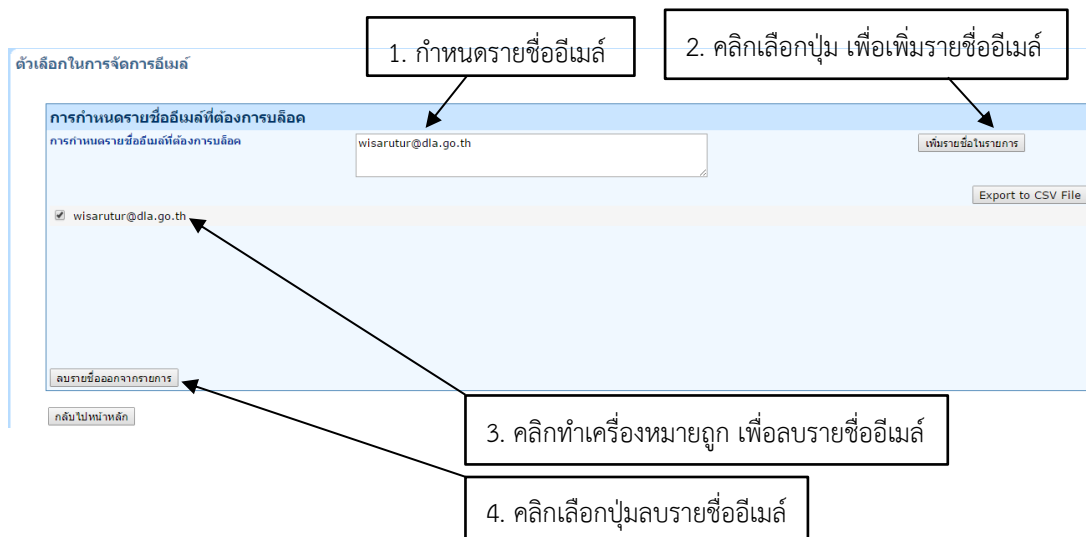 1. กำหนดรายชื่ออีเมล์
2. คลิกเลือกปุ่ม เพื่อเพิ่มรายชื่ออีเมล์
ตัวเลือกในการจัดการอีเมล์
การกำหนดรายชื่ออีเมล์ที่ต้องการบล็อค
การกำหนดรายชื่ออีเมล์ที่ต้องการบล็อค
wisarutur@dla.go.th
เพิ่มรายชื่อในรายการ
Export to CSV File
wisarutur@dla.go.th
ลบรายชื่อออกจากรายการ
กลับไปหน้าหลัก
3. คลิกทำเครื่องหมายถูก เพื่อลบรายชื่ออีเมล์
4. คลิกเลือกปุ่มลบรายชื่ออีเมล์